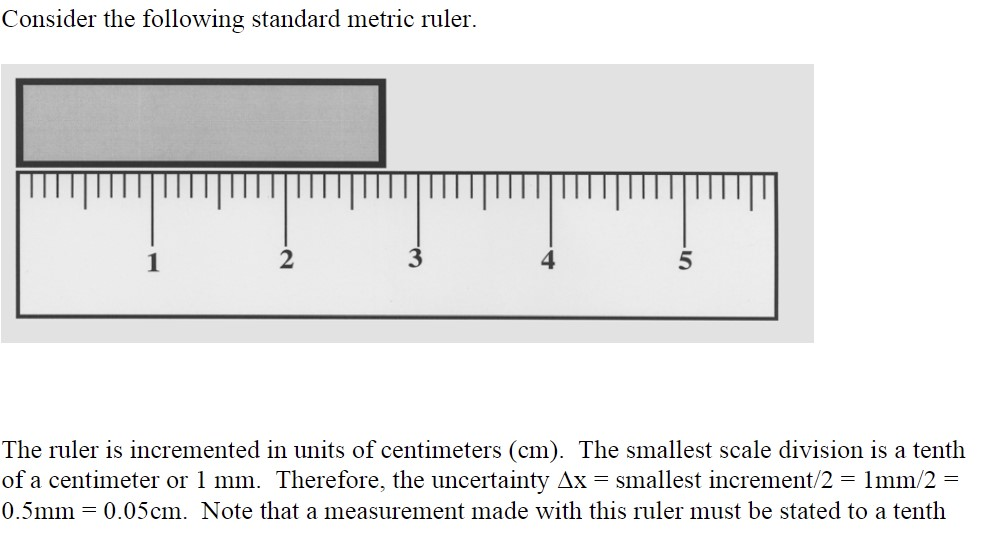 Consider the following standard metric ruler.
1 2 3 4 5
The ruler is incremented in units of centimeters (cm).  The smallest scale division is a tenth
of a centimeter or 1 mm.  Therefore, the uncertainty Δx = smallest increment/2 = 1mm/2 =
0.5mm = 0.05cm.  Note that a measurement made with this ruler must be stated to a tenth